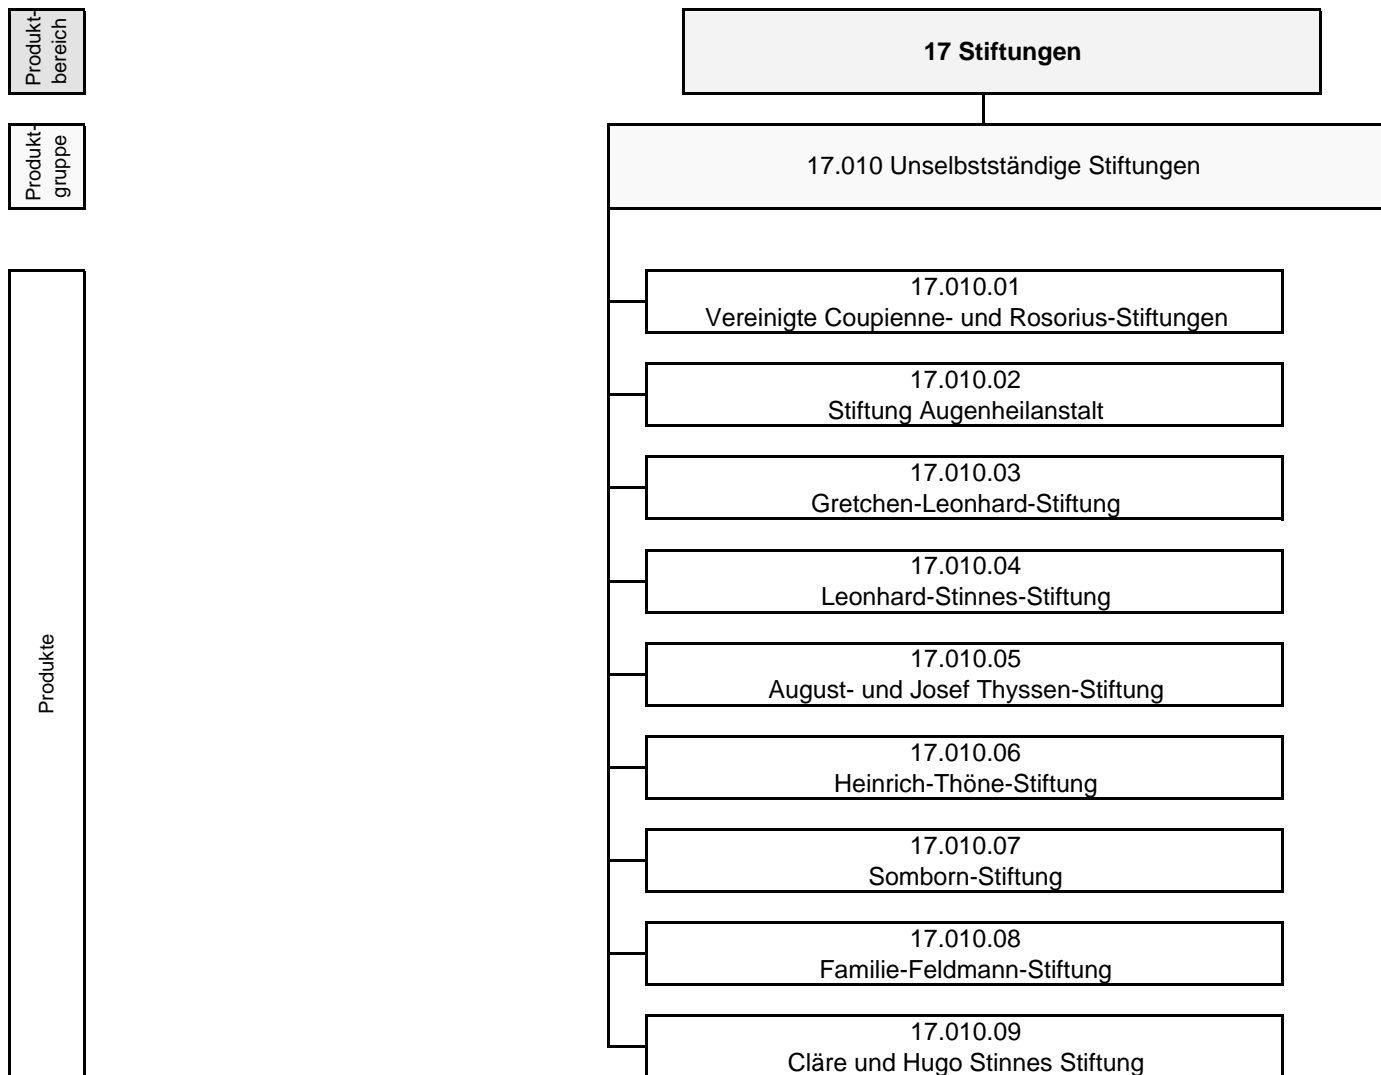 Produkt-
bereich
17 Stiftungen
Produkt-
gruppe
17.010 Unselbstständige Stiftungen
Produkte
17.010.01
Vereinigte Coupienne- und Rosorius-Stiftungen
17.010.02
Stiftung Augenheilanstalt
17.010.03
Gretchen-Leonhard-Stiftung
17.010.04
Leonhard-Stinnes-Stiftung
17.010.05
August- und Josef Thyssen-Stiftung
17.010.06
Heinrich-Thöne-Stiftung
17.010.07
Somborn-Stiftung
17.010.08
Familie-Feldmann-Stiftung
17.010.09
Cläre und Hugo Stinnes Stiftung